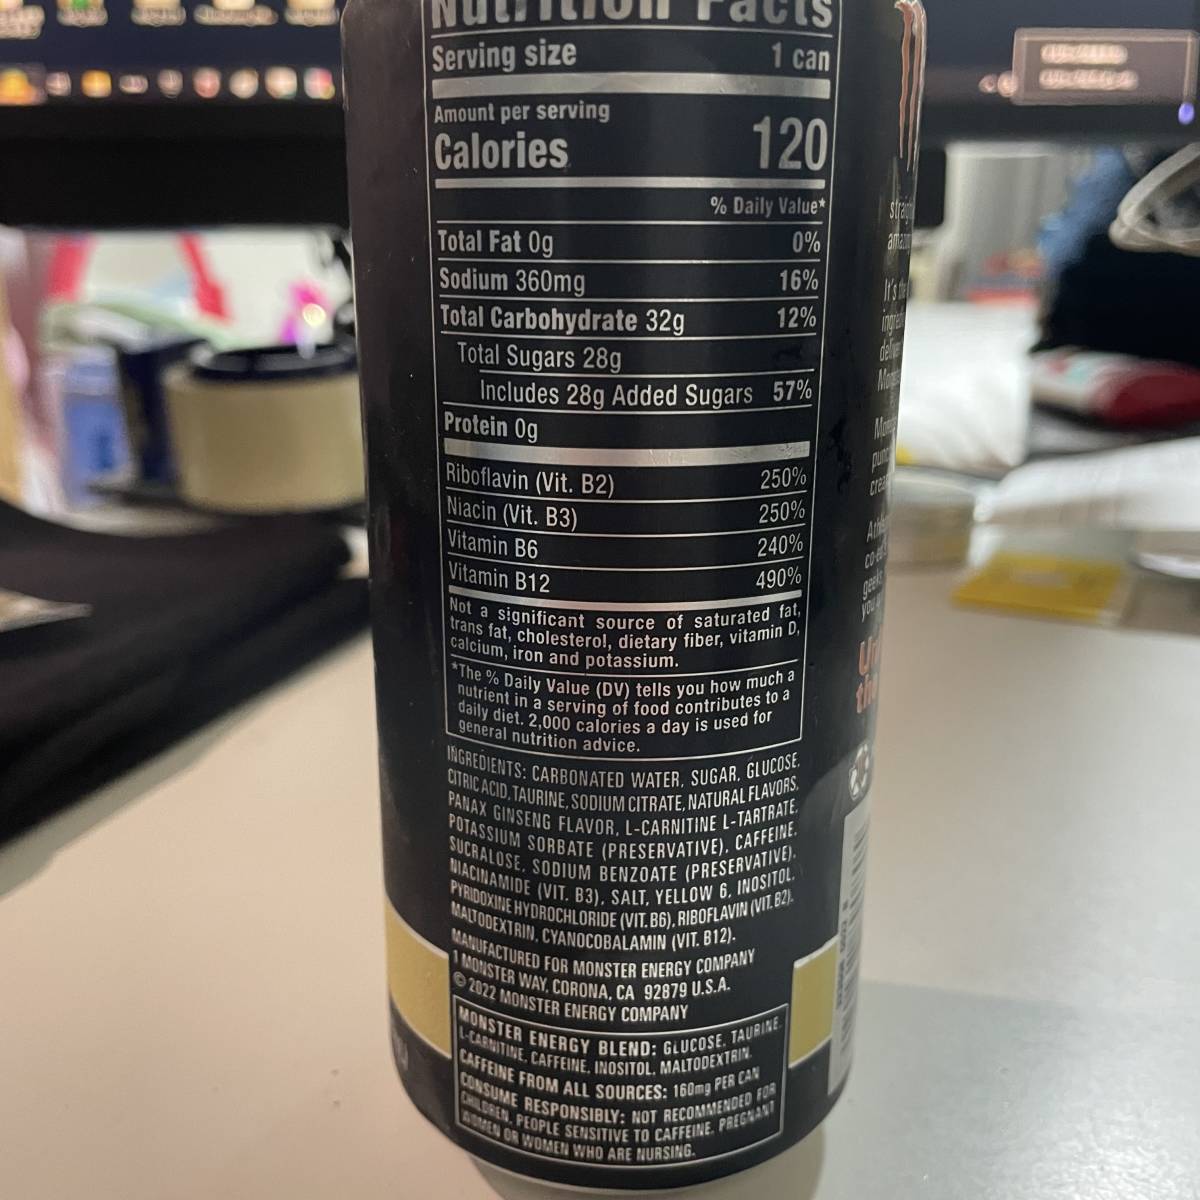 Nutrition Facts
Serving size 1 can
Amount per serving
Calories 120
% Daily Value*
Total Fat 0g 0%
Sodium 360mg 16%
Total Carbohydrate 32g 12%
Total Sugars 28g
Includes 28g Added Sugars 57%
Protein 0g
Riboflavin (Vit. B2) 250%
Niacin (Vit. B3) 250%
Vitamin B6 240%
Vitamin B12 490%
Not a significant source of saturated fat,
trans fat, cholesterol, dietary fiber, vitamin D,
calcium, iron and potassium.
*The % Daily Value (DV) tells you how much a
nutrient in a serving of food contributes to a
daily diet. 2,000 calories a day is used for
general nutrition advice.
INGREDIENTS: CARBONATED WATER, SUGAR, GLUCOSE,
CITRIC ACID, TAURINE, SODIUM CITRATE, NATURAL FLAVORS,
PANAX GINSENG FLAVOR, L-CARNITINE L-TARTRATE,
POTASSIUM SORBATE (PRESERVATIVE), CAFFEINE,
SUCRALOSE, SODIUM BENZOATE (PRESERVATIVE),
NIACINAMIDE (VIT. B3), SALT, YELLOW 6, INOSITOL,
PYRIDOXINE HYDROCHLORIDE (VIT. B6), RIBOFLAVIN (VIT. B2),
MALTODEXTRIN, CYANOCOBALAMIN (VIT. B12).
MANUFACTURED FOR MONSTER ENERGY COMPANY
1 MONSTER WAY, CORONA, CA 92879 U.S.A.
© 2022 MONSTER ENERGY COMPANY
MONSTER ENERGY BLEND: GLUCOSE, TAURINE,
L-CARNITINE, CAFFEINE, INOSITOL, MALTODEXTRIN.
CAFFEINE FROM ALL SOURCES: 160mg PER CAN
CONSUME RESPONSIBLY: NOT RECOMMENDED FOR
CHILDREN, PEOPLE SENSITIVE TO CAFFEINE, PREGNANT
WOMEN OR WOMEN WHO ARE NURSING.
It's the